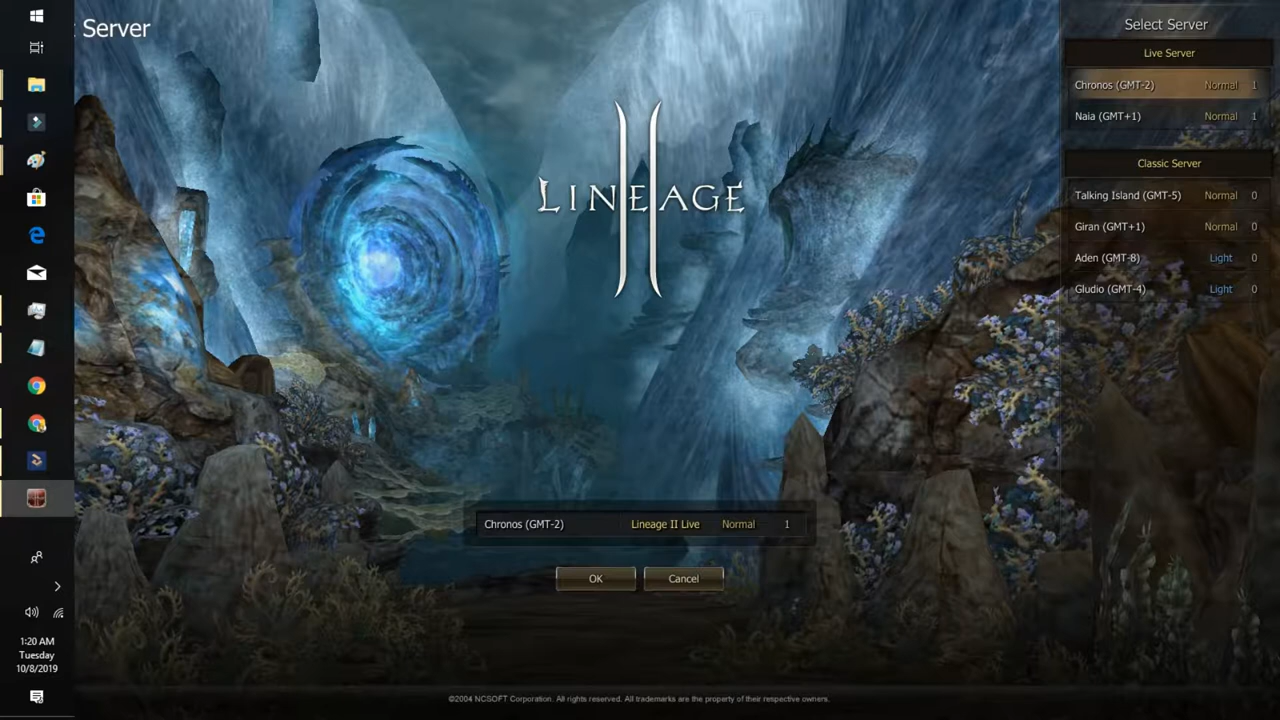 : Server
LINEAGE II
Select Server
Live Server
Chronos (GMT-2) Normal 1
Naia (GMT+1) Normal 1
Classic Server
Talking Island (GMT-5) Normal 0
Giran (GMT+1) Normal 0
Aden (GMT-8) Light 0
Gludio (GMT-4) Light 0
Chronos (GMT-2) Lineage II Live Normal 1
OK Cancel
1:20 AM
Tuesday
10/8/2019
©2004 NCSOFT Corporation. All rights reserved. All trademarks are the property of their respective owners.